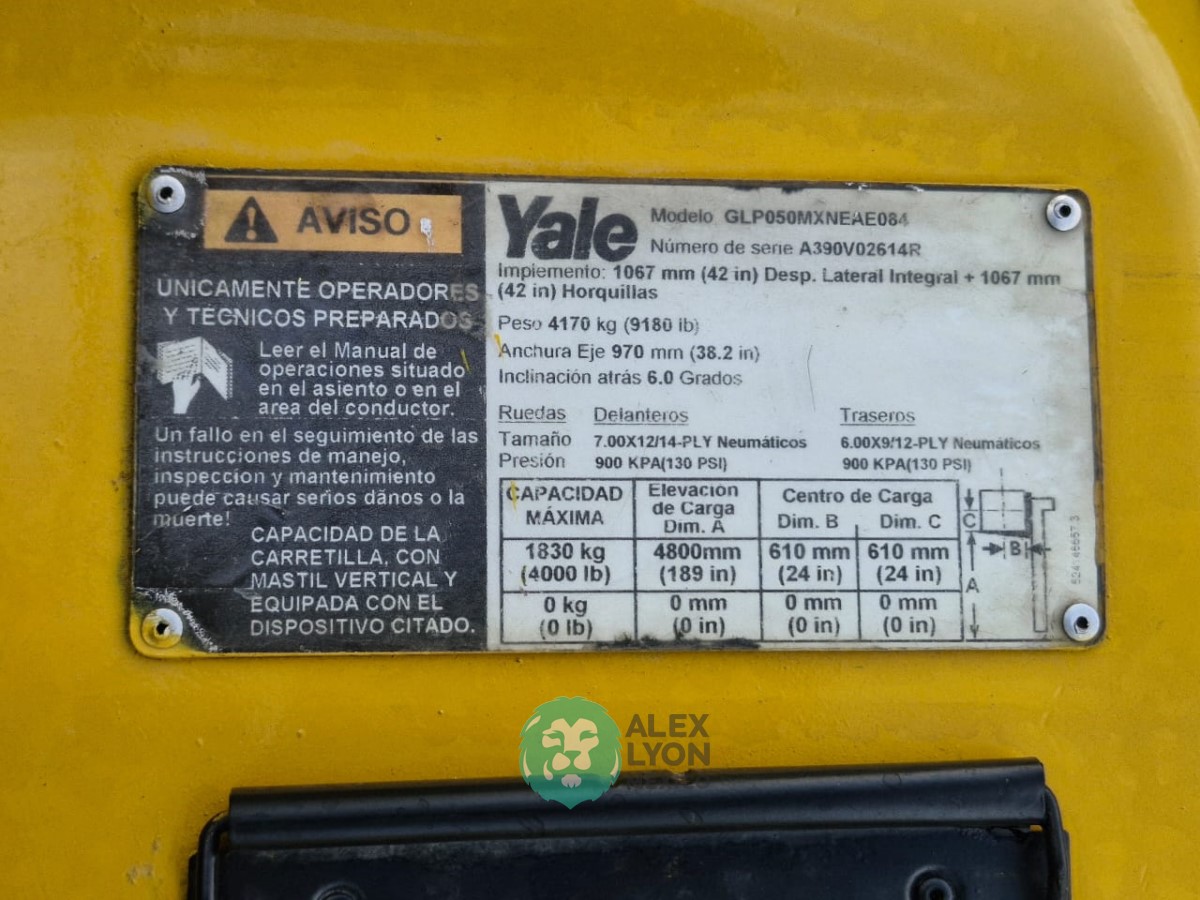 AVISO
UNICAMENTE OPERADORES
Y TECNICOS PREPARADOS
Leer el Manual de
operaciones situado
en el asiento o en el
area del conductor.
Un fallo en el seguimiento de las
instrucciones de manejo,
inspeccion y mantenimiento
puede causar serios dãnos o la
muerte!
CAPACIDAD DE LA
CARRETILLA, CON
MASTIL VERTICAL Y
EQUIPADA CON EL
DISPOSITIVO CITADO.
Yale
Modelo GLP050MXNEAE084
Número de serie A390V02614R
Implemento: 1067 mm (42 in) Desp. Lateral Integral + 1067 mm
(42 in) Horquillas
Peso 4170 kg (9180 lb)
Anchura Eje 970 mm (38.2 in)
Inclinación atrás 6.0 Grados
Ruedas Delanteros Traseros
Tamaño 7.00X12/14-PLY Neumáticos 6.00X9/12-PLY Neumáticos
Presión 900 KPA(130 PSI) 900 KPA(130 PSI)
CAPACIDAD
MÁXIMA
Elevación
de Carga
Dim. A
Centro de Carga
Dim. B Dim. C
1830 kg 4800mm 610 mm 610 mm
(4000 lb) (189 in) (24 in) (24 in)
0 kg 0 mm 0 mm 0 mm
(0 lb) (0 in) (0 in) (0 in)
C
B
A
ALEX
LYON